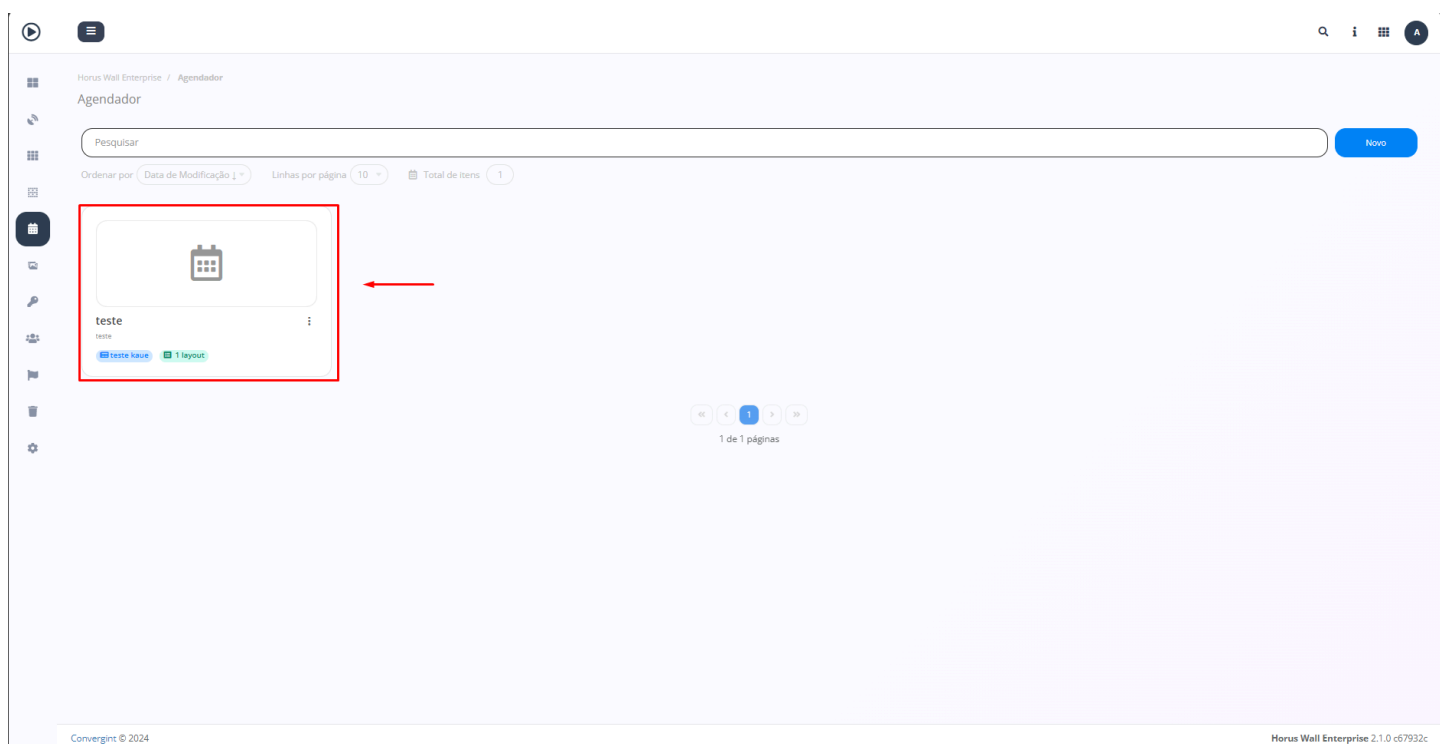 A
Horus Wall Enterprise / Agendador
Agendador
Pesquisar
Novo
Ordenar por Data de Modificação ↓ Linhas por página 10 Total de itens 1
teste
teste
teste kaue 1 layout
« < 1 > »
1 de 1 páginas
Convergint © 2024
Horus Wall Enterprise 2.1.0 c67932c